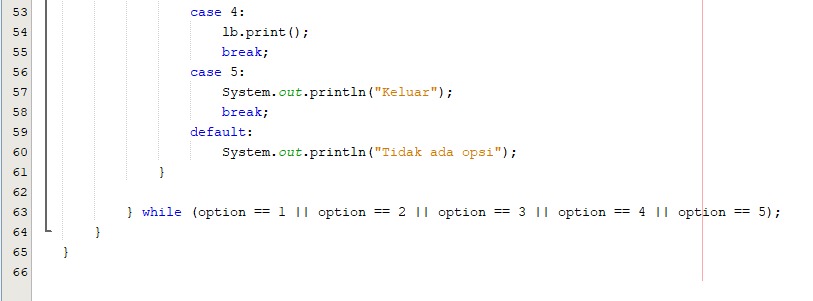 53 case 4:
54 lb.print();
55 break;
56 case 5:
57 System.out.println("Keluar");
58 break;
59 default:
60 System.out.println("Tidak ada opsi");
61 }
62
63 } while (option == 1 || option == 2 || option == 3 || option == 4 || option == 5);
64 }
65 }
66